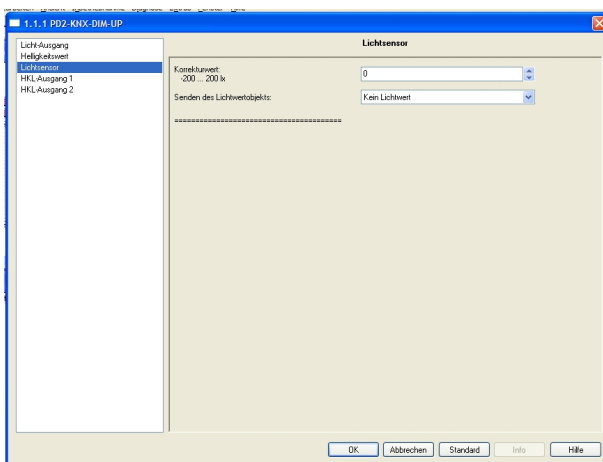 1.1.1 PD2-KNX-DIM-UP
Licht-Ausgang
Helligkeitswert
Lichtsensor
HKL-Ausgang 1
HKL-Ausgang 2
Lichtsensor
Korrekturwert:
-200 ... 200 lx
0
Senden des Lichtwertobjekts:
Kein Lichtwert
========================================
OK Abbrechen Standard Info Hilfe